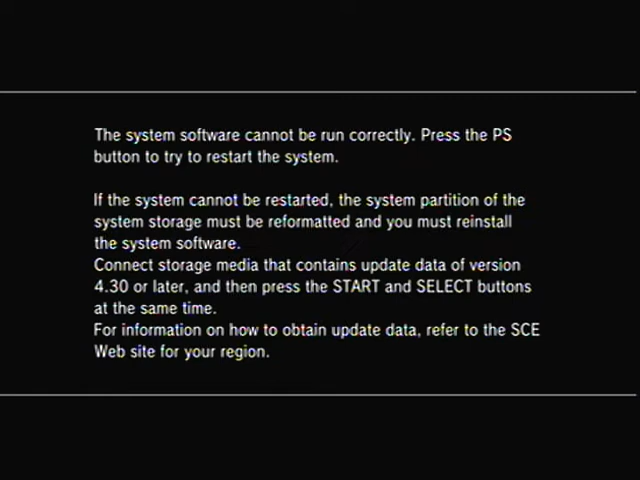 The system software cannot be run correctly. Press the PS
button to try to restart the system.
If the system cannot be restarted, the system partition of the
system storage must be reformatted and you must reinstall
the system software.
Connect storage media that contains update data of version
4.30 or later, and then press the START and SELECT buttons
at the same time.
For information on how to obtain update data, refer to the SCE
Web site for your region.